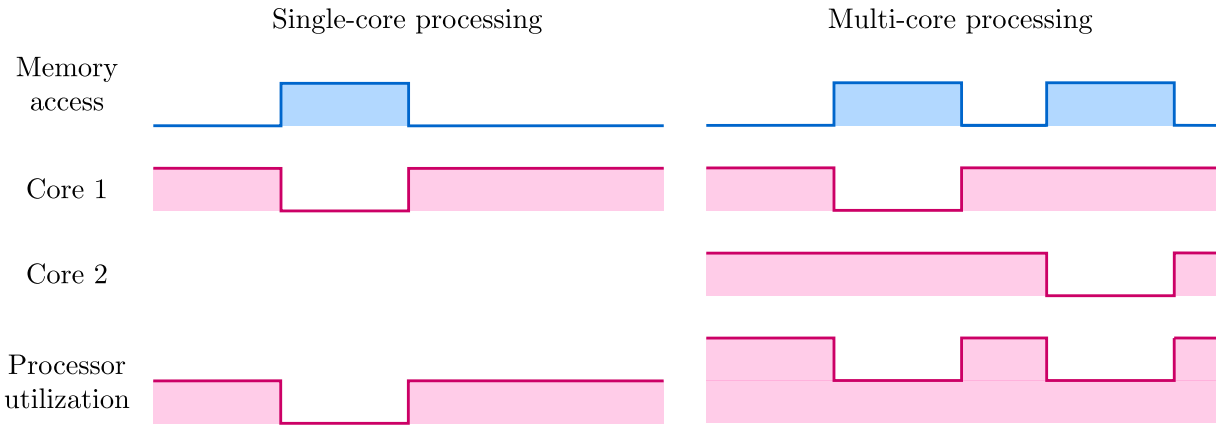 Single-core processing
Multi-core processing
Memory
access
Core 1
Core 2
Processor
utilization